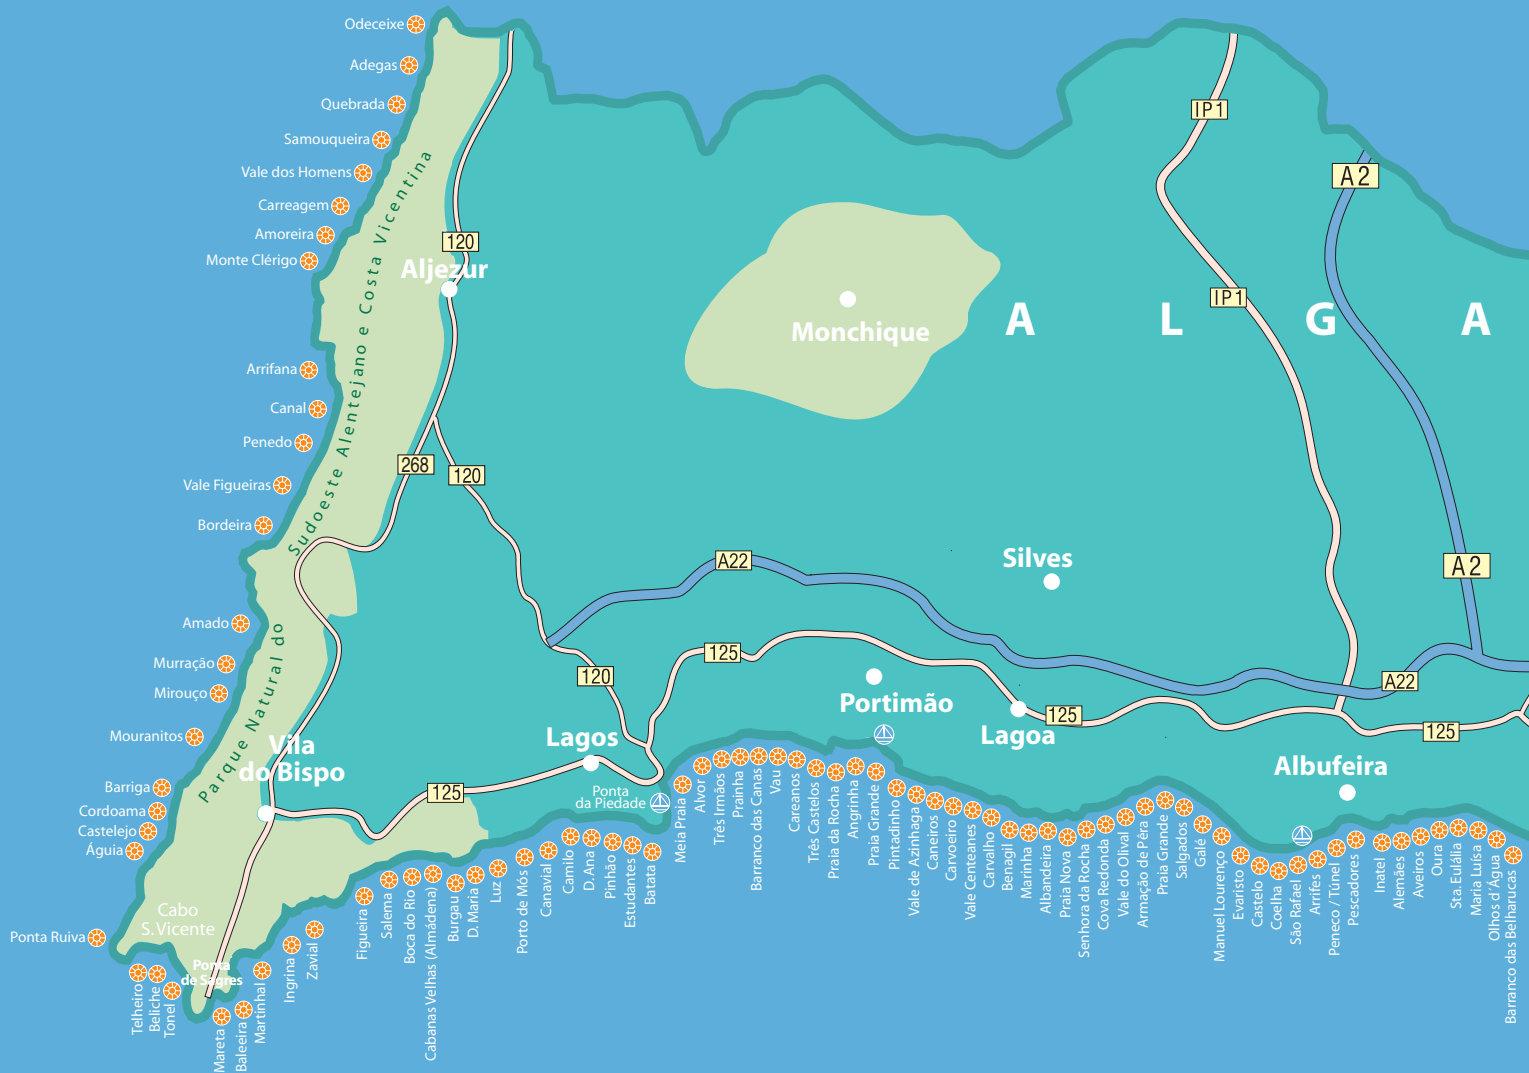 Odeceixe
Adegas
Quebrada
Samouqueira
Vale dos Homens
Carreagem
Amoreira
Monte Clérigo
Arrifana
Canal
Penedo
Vale Figueiras
Bordeira
Amado
Murração
Mirouço
Mouranitos
Barriga
Cordoama
Castelejo
Águia
Ponta Ruiva
Parque Natural do Sudoeste Alentejano e Costa Vicentina
120
Aljezur
268
120
Monchique
A L G A
IP1
IP1
A2
A2
A22
Silves
120
125
Portimão
Lagoa
125
A22
125
Albufeira
Vila
do Bispo
Lagos
125
Ponta
da Piedade
Cabo
S. Vicente
Ponta
de Sagres
Telheiro
Beliche
Tonel
Mareta
Baleeira
Martinhal
Ingrina
Zavial
Figueira
Salema
Boca do Rio
Cabanas Velhas (Almádena)
Burgau
D. Maria
Luz
Porto de Mós
Canavial
Camilo
D. Ana
Pinhão
Estudantes
Batata
Meia Praia
Alvor
Três Irmãos
Prainha
Barranco das Canas
Vau
Careanos
Três Castelos
Praia da Rocha
Angrinha
Praia Grande
Pintadinho
Vale de Azinhaga
Caneiros
Carvoeiro
Vale Centeanes
Carvalho
Benagil
Marinha
Albandeira
Praia Nova
Senhora da Rocha
Cova Redonda
Vale do Olival
Armação de Pêra
Praia Grande
Salgados
Galé
Manuel Lourenço
Evaristo
Castelo
Coelha
São Rafael
Arrifes
Peneco / Túnel
Pescadores
Inatel
Alemães
Aveiros
Oura
Sta. Eulália
Maria Luísa
Olhos d´Água
Barranco das Belharucas